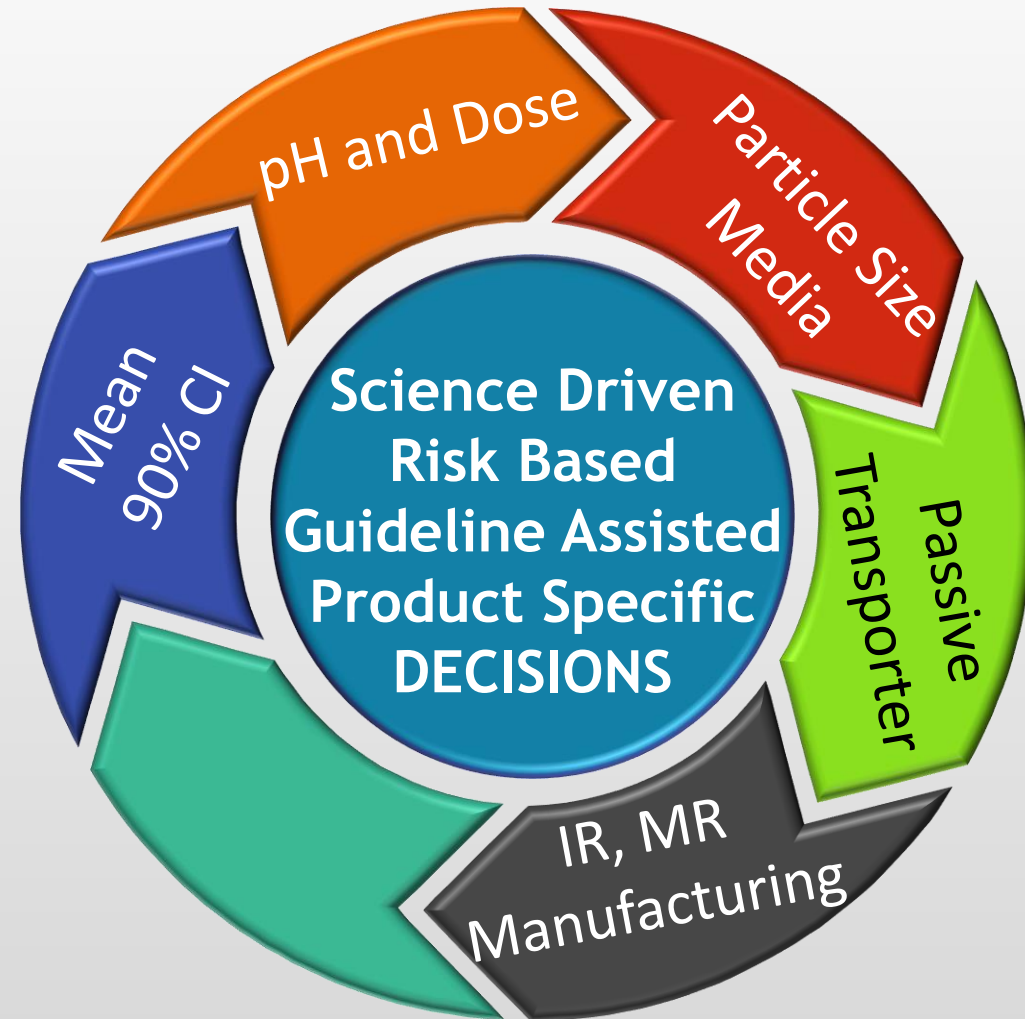 pH and Dose
Particle Size
Media
Passive
Transporter
IR, MR
Manufacturing
Mean
90% CI
Science Driven
Risk Based
Guideline Assisted
Product Specific
DECISIONS